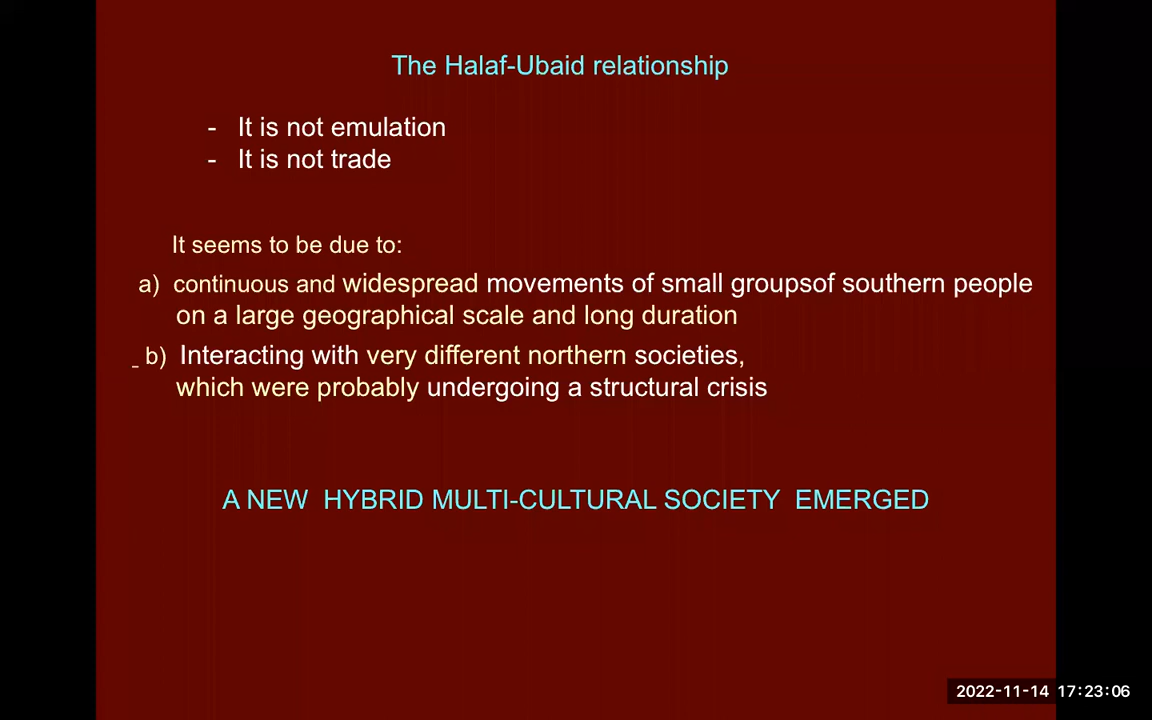 The Halaf-Ubaid relationship
- It is not emulation
- It is not trade
It seems to be due to:
a) continuous and widespread movements of small groupsof southern people
on a large geographical scale and long duration
- b) Interacting with very different northern societies,
which were probably undergoing a structural crisis
A NEW HYBRID MULTI-CULTURAL SOCIETY EMERGED
2022-11-14 17:23:06